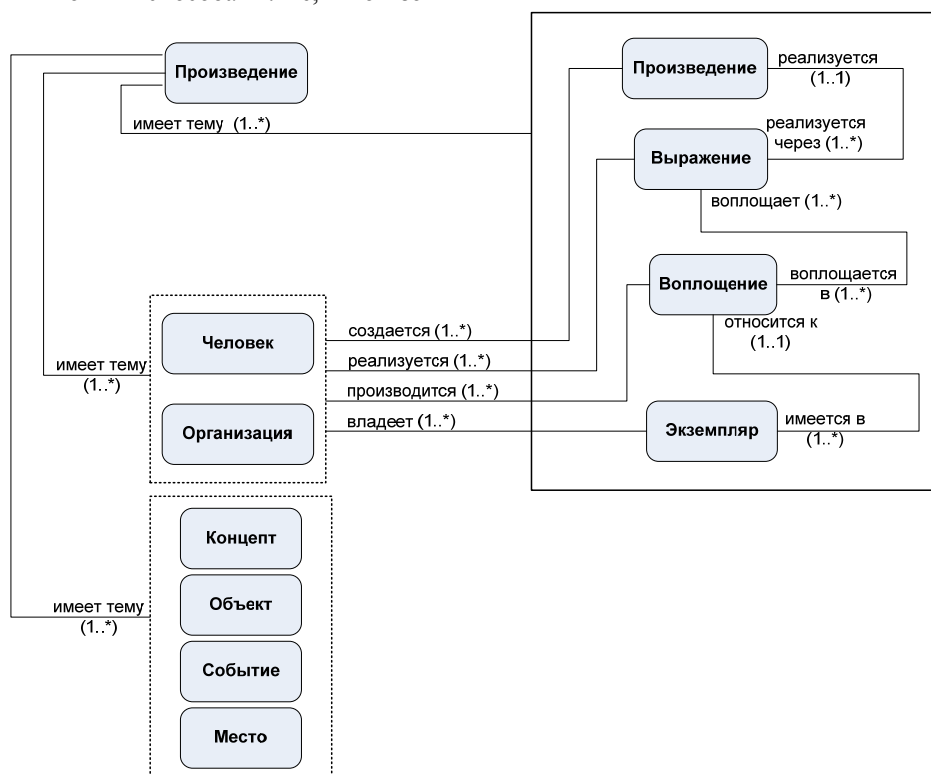 Произведение
имеет тему (1..*)
Произведение
реализуется
(1..1)
реализуется
через (1..*)
Выражение
воплощает (1..*)
Воплощение
воплощается
в (1..*)
относится к
(1..1)
Экземпляр
имеется в
(1..*)
имеет тему
(1..*)
Человек
Организация
создается (1..*)
реализуется (1..*)
производится (1..*)
владеет (1..*)
имеет тему
(1..*)
Концепт
Объект
Событие
Место